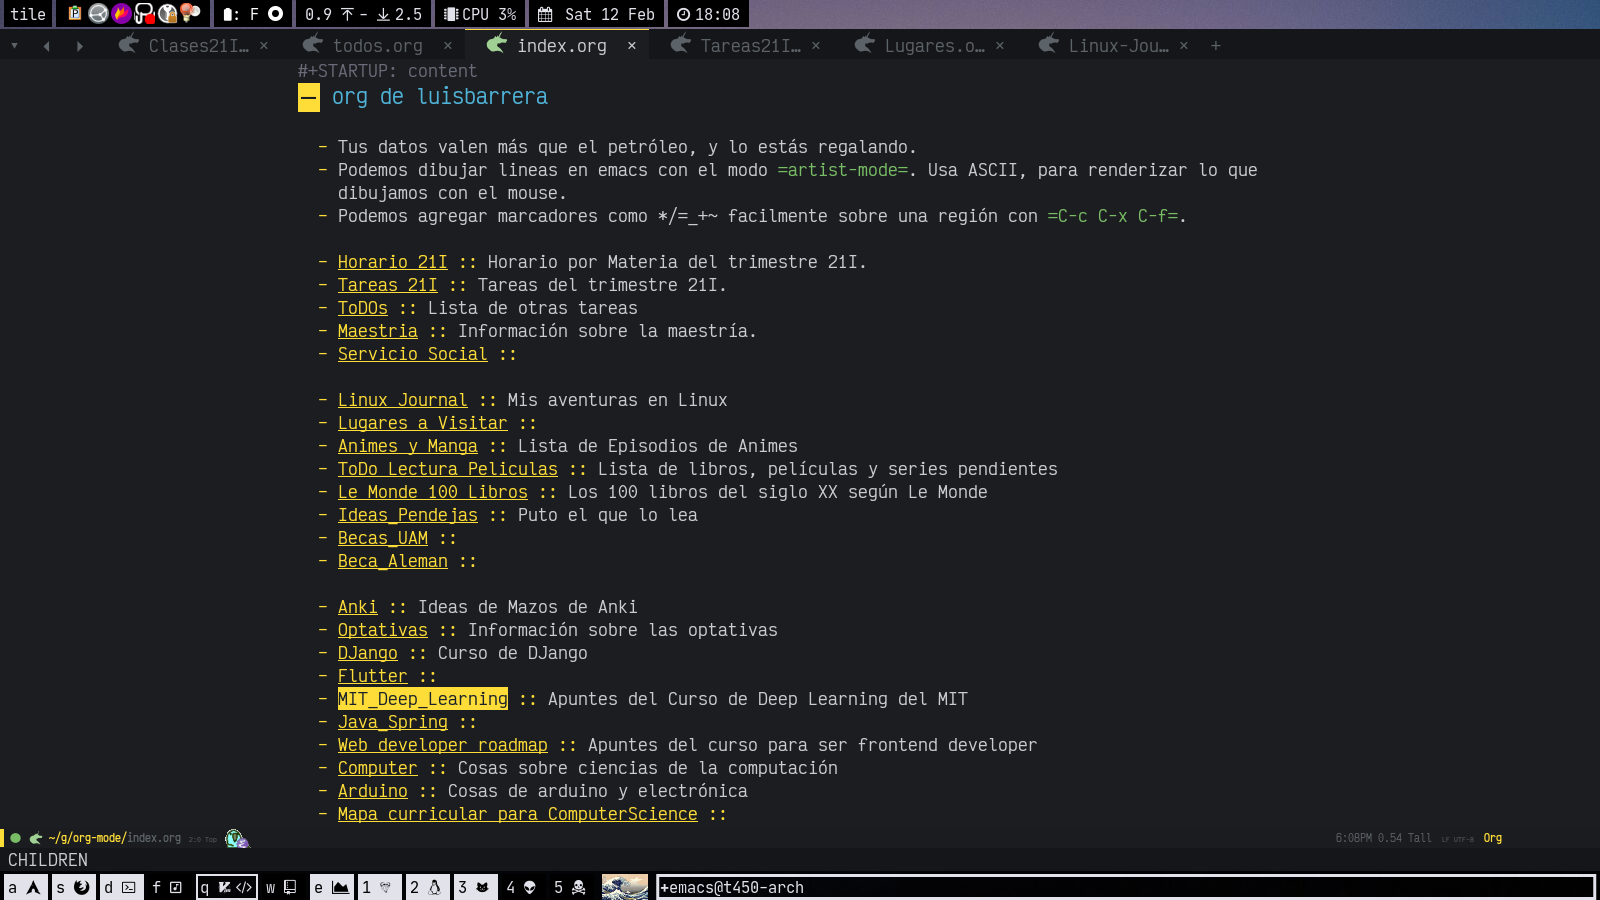 tile F 0.9 - 2.5 CPU 3% Sat 12 Feb 18:08
Clases21I… × todos.org × index.org × Tareas21I… × Lugares.o… × Linux-Jou… × +
#+STARTUP: content
— org de luisbarrera
- Tus datos valen más que el petróleo, y lo estás regalando.
- Podemos dibujar lineas en emacs con el modo =artist-mode=. Usa ASCII, para renderizar lo que
dibujamos con el mouse.
- Podemos agregar marcadores como */=_+~ facilmente sobre una región con =C-c C-x C-f=.
- Horario 21I :: Horario por Materia del trimestre 21I.
- Tareas 21I :: Tareas del trimestre 21I.
- ToDOs :: Lista de otras tareas
- Maestria :: Información sobre la maestría.
- Servicio Social ::
- Linux Journal :: Mis aventuras en Linux
- Lugares a Visitar ::
- Animes y Manga :: Lista de Episodios de Animes
- ToDo Lectura Peliculas :: Lista de libros, películas y series pendientes
- Le Monde 100 Libros :: Los 100 libros del siglo XX según Le Monde
- Ideas_Pendejas :: Puto el que lo lea
- Becas_UAM ::
- Beca_Aleman ::
- Anki :: Ideas de Mazos de Anki
- Optativas :: Información sobre las optativas
- DJango :: Curso de DJango
- Flutter ::
- MIT_Deep_Learning :: Apuntes del Curso de Deep Learning del MIT
- Java_Spring ::
- Web developer roadmap :: Apuntes del curso para ser frontend developer
- Computer :: Cosas sobre ciencias de la computación
- Arduino :: Cosas de arduino y electrónica
- Mapa curricular para ComputerScience ::
~/g/org-mode/index.org 2:0 Top 6:08PM 0.54 Tall LF UTF-8 Org
CHILDREN
a s d f q w e 1 2 3 4 5 +emacs@t450-arch